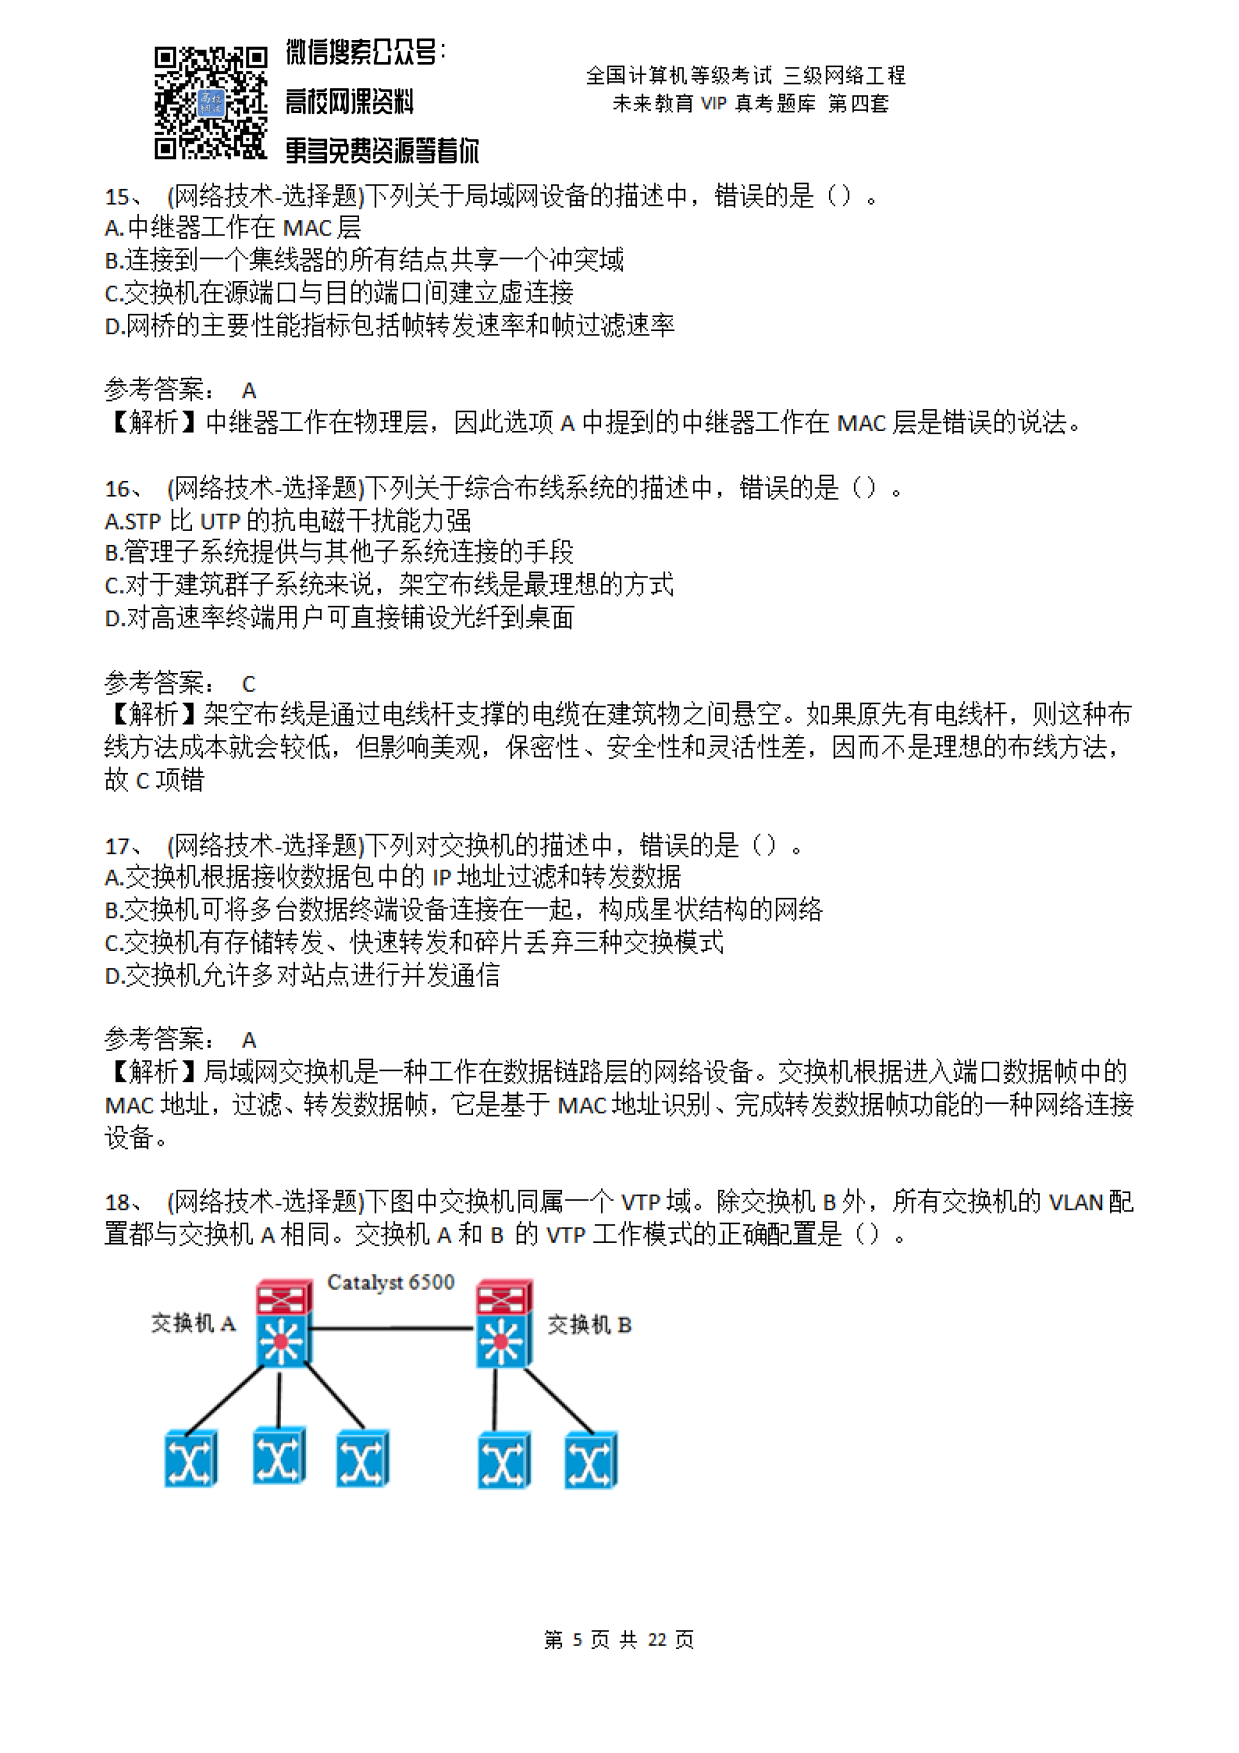 微信搜索公众号：
高校网课资料
更多免费资源等着你
全国计算机等级考试 三级网络工程
未来教育 VIP 真考题库 第四套
15、 (网络技术-选择题)下列关于局域网设备的描述中，错误的是（）。
A.中继器工作在 MAC 层
B.连接到一个集线器的所有结点共享一个冲突域
C.交换机在源端口与目的端口间建立虚连接
D.网桥的主要性能指标包括帧转发速率和帧过滤速率
参考答案： A
【解析】中继器工作在物理层，因此选项 A 中提到的中继器工作在 MAC 层是错误的说法。
16、 (网络技术-选择题)下列关于综合布线系统的描述中，错误的是（）。
A.STP 比 UTP 的抗电磁干扰能力强
B.管理子系统提供与其他子系统连接的手段
C.对于建筑群子系统来说，架空布线是最理想的方式
D.对高速率终端用户可直接铺设光纤到桌面
参考答案： C
【解析】架空布线是通过电线杆支撑的电缆在建筑物之间悬空。如果原先有电线杆，则这种布
线方法成本就会较低，但影响美观，保密性、安全性和灵活性差，因而不是理想的布线方法，
故 C 项错
17、 (网络技术-选择题)下列对交换机的描述中，错误的是（）。
A.交换机根据接收数据包中的 IP 地址过滤和转发数据
B.交换机可将多台数据终端设备连接在一起，构成星状结构的网络
C.交换机有存储转发、快速转发和碎片丢弃三种交换模式
D.交换机允许多对站点进行并发通信
参考答案： A
【解析】局域网交换机是一种工作在数据链路层的网络设备。交换机根据进入端口数据帧中的
MAC 地址，过滤、转发数据帧，它是基于 MAC 地址识别、完成转发数据帧功能的一种网络连接
设备。
18、 (网络技术-选择题)下图中交换机同属一个 VTP 域。除交换机 B 外，所有交换机的 VLAN 配
置都与交换机 A 相同。交换机 A 和 B 的 VTP 工作模式的正确配置是（）。
Catalyst 6500
交换机 A
交换机 B
第 5 页 共 22 页